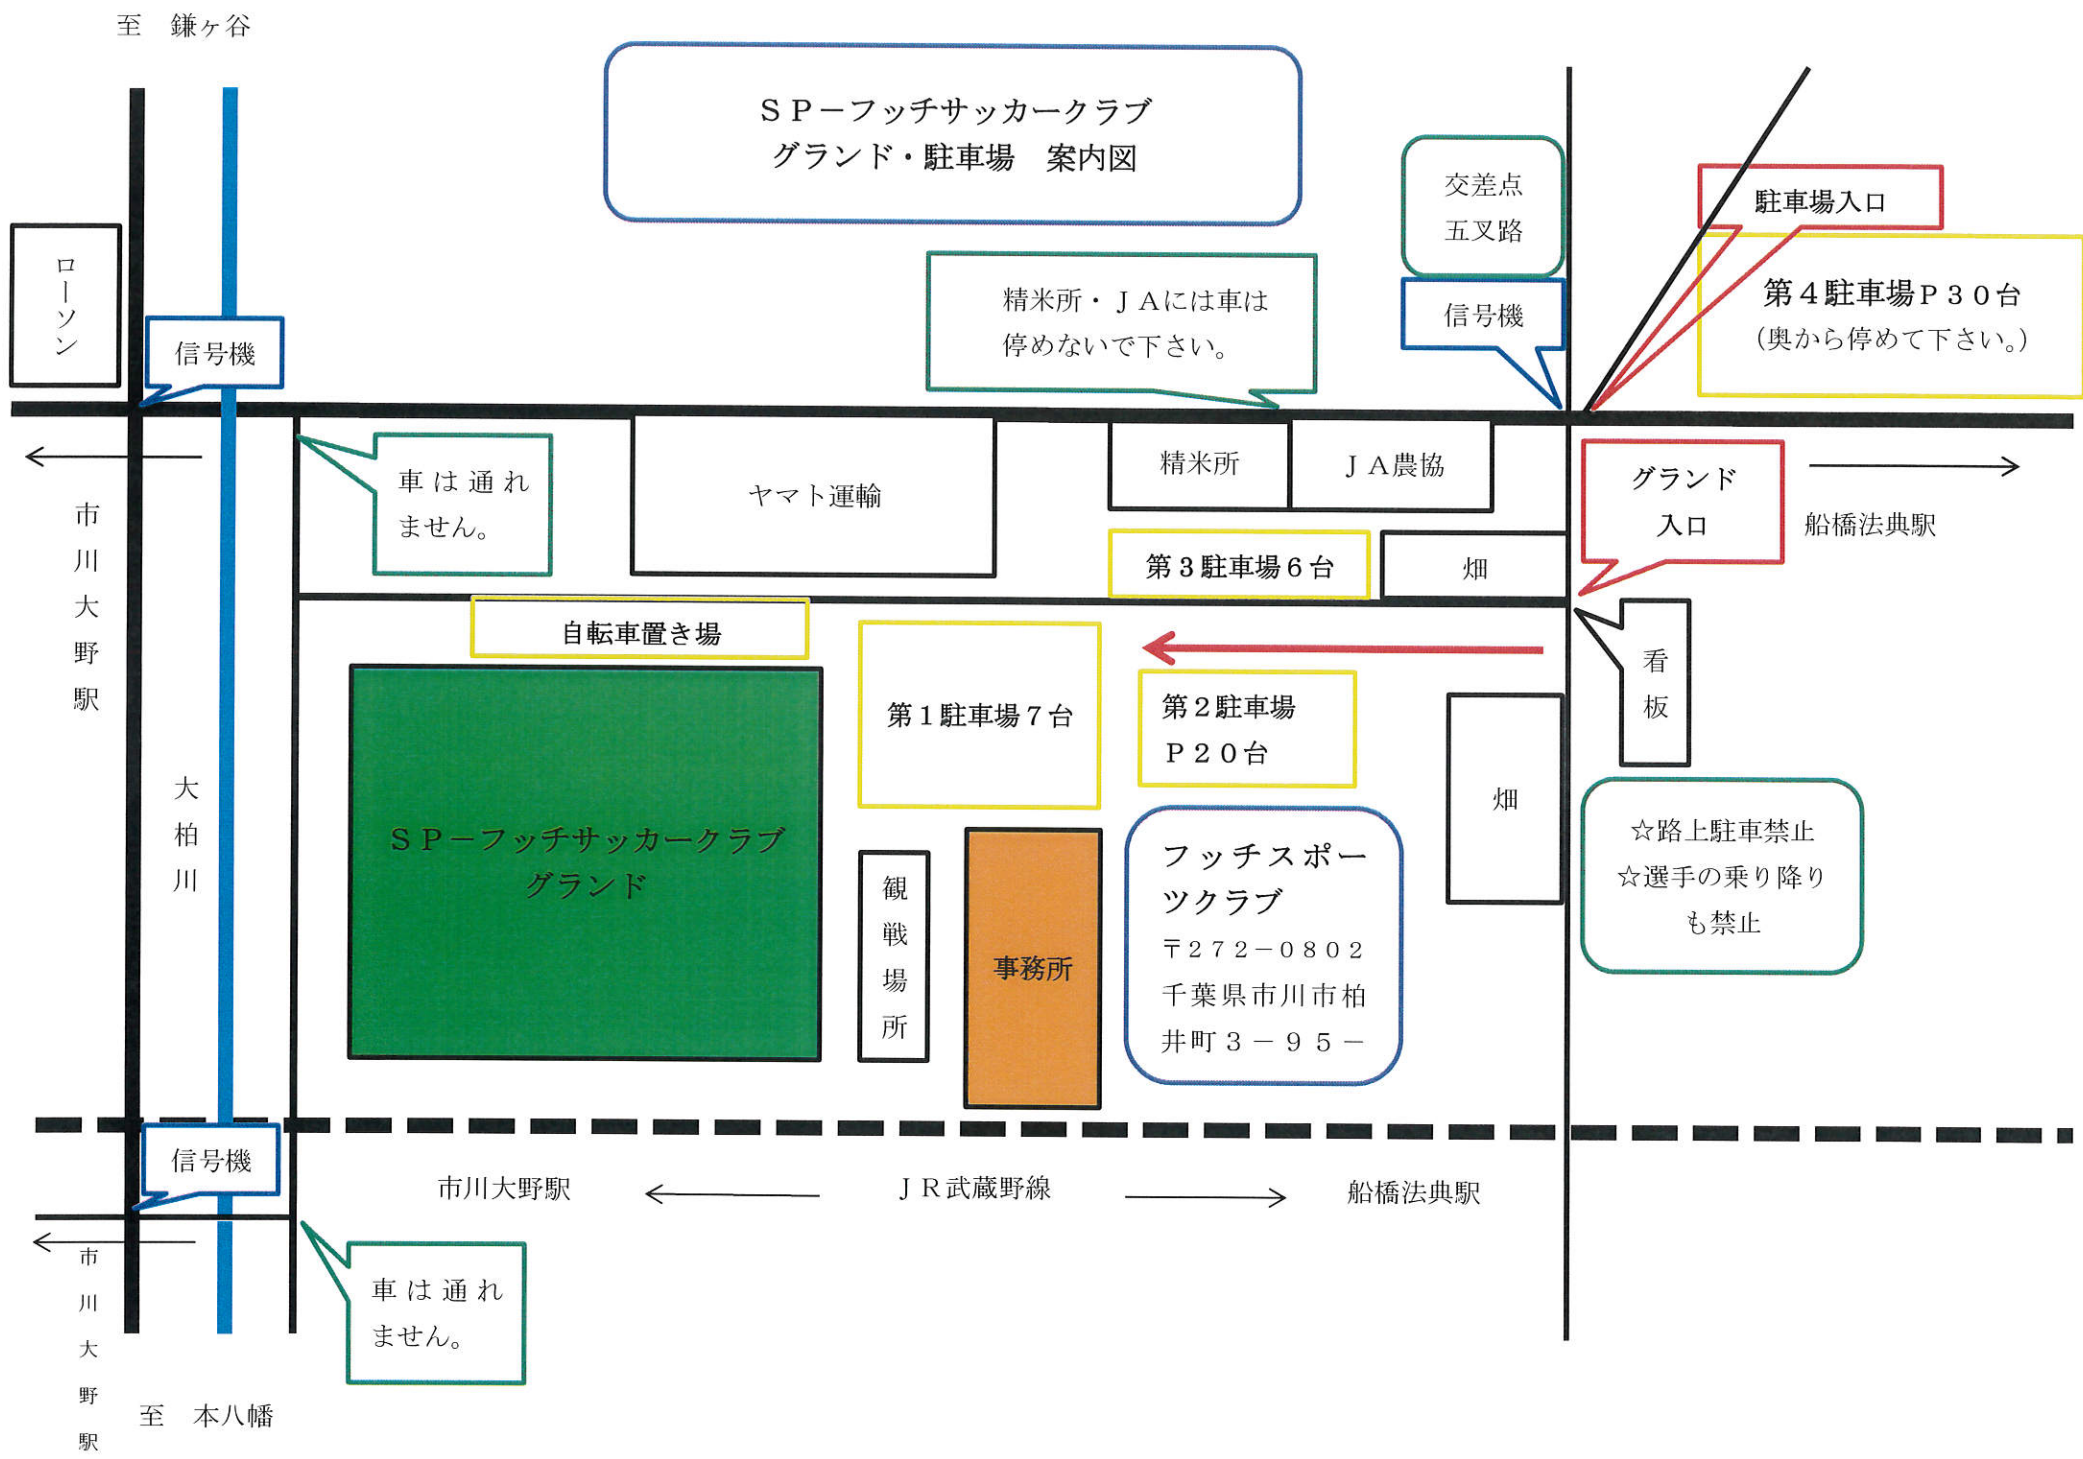 至　鎌ヶ谷
ＳＰ－フッチサッカークラブ
グランド・駐車場　案内図
交差点
五叉路
駐車場入口
ローソン
信号機
精米所・ＪＡには車は
停めないで下さい。
信号機
第４駐車場Ｐ３０台
（奥から停めて下さい。）
車は通れ
ません。
ヤマト運輸
精米所
ＪＡ農協
グランド
入口
船橋法典駅
市川大野駅
第３駐車場６台
畑
自転車置き場
第１駐車場７台
第２駐車場
Ｐ２０台
看板
畑
大柏川
ＳＰ－フッチサッカークラブ
グランド
観戦場所
事務所
フッチスポー
ツクラブ
〒２７２－０８０２
千葉県市川市柏
井町３－９５－
☆路上駐車禁止
☆選手の乗り降り
も禁止
信号機
市川大野駅
ＪＲ武蔵野線
船橋法典駅
市川大野駅
車は通れ
ません。
至　本八幡